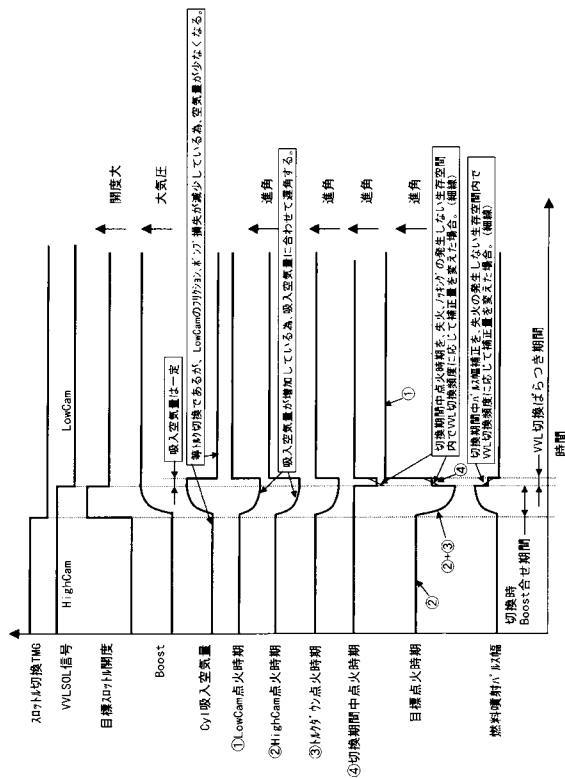 スロットル切換TMG
VVLSOL信号
目標スロットル開度
Boost
Cyl吸入空気量
①LowCam点火時期
②HighCam点火時期
③トルクダウン点火時期
④切換期間中点火時期
目標点火時期
燃料噴射パルス幅
HighCam
LowCam
開度大
大気圧
進角
進角
進角
進角
吸入空気量は一定
等トルク切換であるが、LowCamのフリクション、ポンプ損失が減少している為、空気量が少なくなる。
吸入空気量が増加している為、吸入空気量に合わせて遅角する。
切換期間中点火時期を、失火、ノッキングの発生しない生存空間
内でVVL切換頻度に応じて補正量を変えた場合。(細線)
切換期間中パルス幅補正を、失火の発生しない生存空間内で
VVL切換頻度に応じて補正量を変えた場合。(細線)
①
②
②+③
④
切換時
Boost合せ期間
VVL切換ばらつき期間
時間